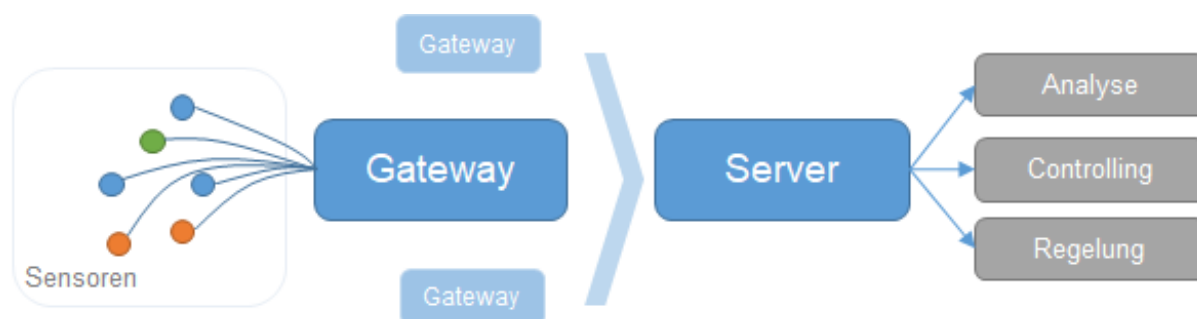 Gateway
Sensoren
Gateway
Gateway
Server
Analyse
Controlling
Regelung